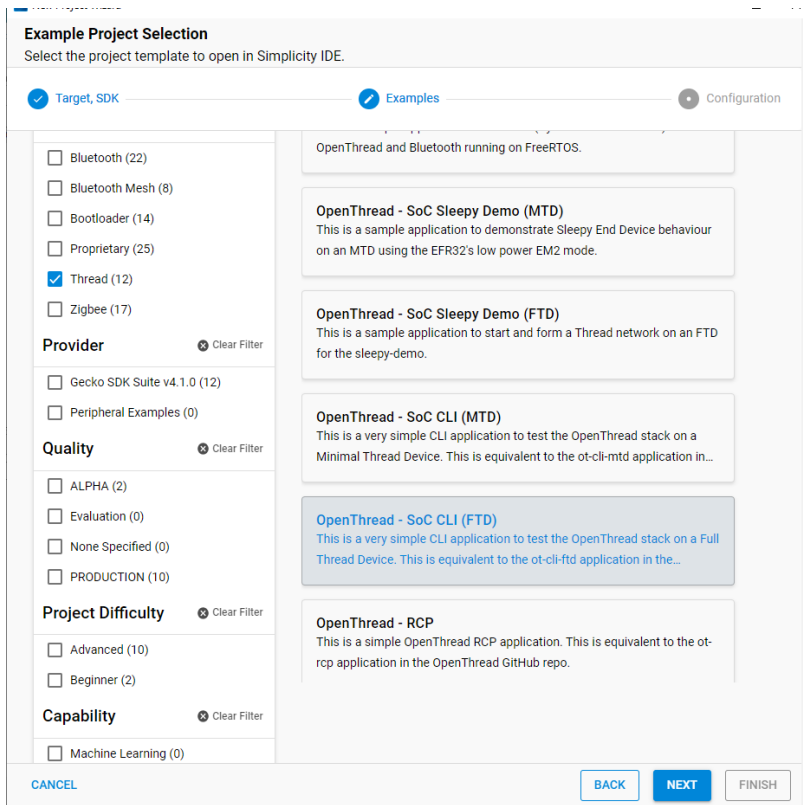 Example Project Selection
Select the project template to open in Simplicity IDE.
Target, SDK
Examples
Configuration
Bluetooth (22)
Bluetooth Mesh (8)
Bootloader (14)
Proprietary (25)
Thread (12)
Zigbee (17)
Provider
Clear Filter
Gecko SDK Suite v4.1.0 (12)
Peripheral Examples (0)
Quality
Clear Filter
ALPHA (2)
Evaluation (0)
None Specified (0)
PRODUCTION (10)
Project Difficulty
Clear Filter
Advanced (10)
Beginner (2)
Capability
Clear Filter
Machine Learning (0)
OpenThread and Bluetooth running on FreeRTOS.
OpenThread - SoC Sleepy Demo (MTD)
This is a sample application to demonstrate Sleepy End Device behaviour
on an MTD using the EFR32's low power EM2 mode.
OpenThread - SoC Sleepy Demo (FTD)
This is a sample application to start and form a Thread network on an FTD
for the sleepy-demo.
OpenThread - SoC CLI (MTD)
This is a very simple CLI application to test the OpenThread stack on a
Minimal Thread Device. This is equivalent to the ot-cli-mtd application in…
OpenThread - SoC CLI (FTD)
This is a very simple CLI application to test the OpenThread stack on a Full
Thread Device. This is equivalent to the ot-cli-ftd application in the…
OpenThread - RCP
This is a simple OpenThread RCP application. This is equivalent to the ot-
rcp application in the OpenThread GitHub repo.
CANCEL
BACK
NEXT
FINISH